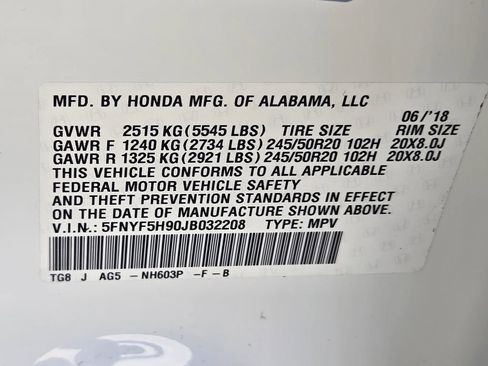 MFD. BY HONDA MFG. OF ALABAMA, LLC
06/'18
GVWR 2515 KG(5545 LBS) TIRE SIZE RIM SIZE
GAWR F 1240 KG(2734 LBS)245/50R20 102H 20X8.0J
GAWR R 1325 KG(2921 LBS)245/50R20 102H 20X8.0J
THIS VEHICLE CONFORMS TO ALL APPLICABLE
FEDERAL MOTOR VEHICLE SAFETY
AND THEFT PREVENTION STANDARDS IN EFFECT
ON THE DATE OF MANUFACTURE SHOWN ABOVE.
V.I.N.: 5FNYF5H90JB032208 TYPE: MPV
TG8 J AG5 -NH603P -F-B